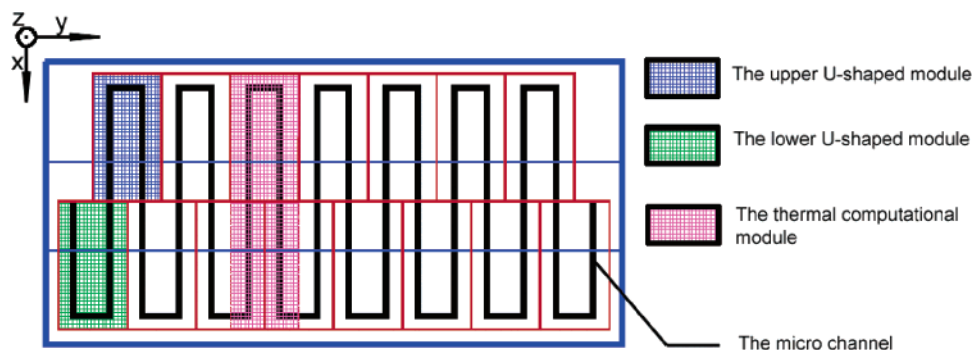 z
y
x
The upper U-shaped module
The lower U-shaped module
The thermal computational
module
The micro channel